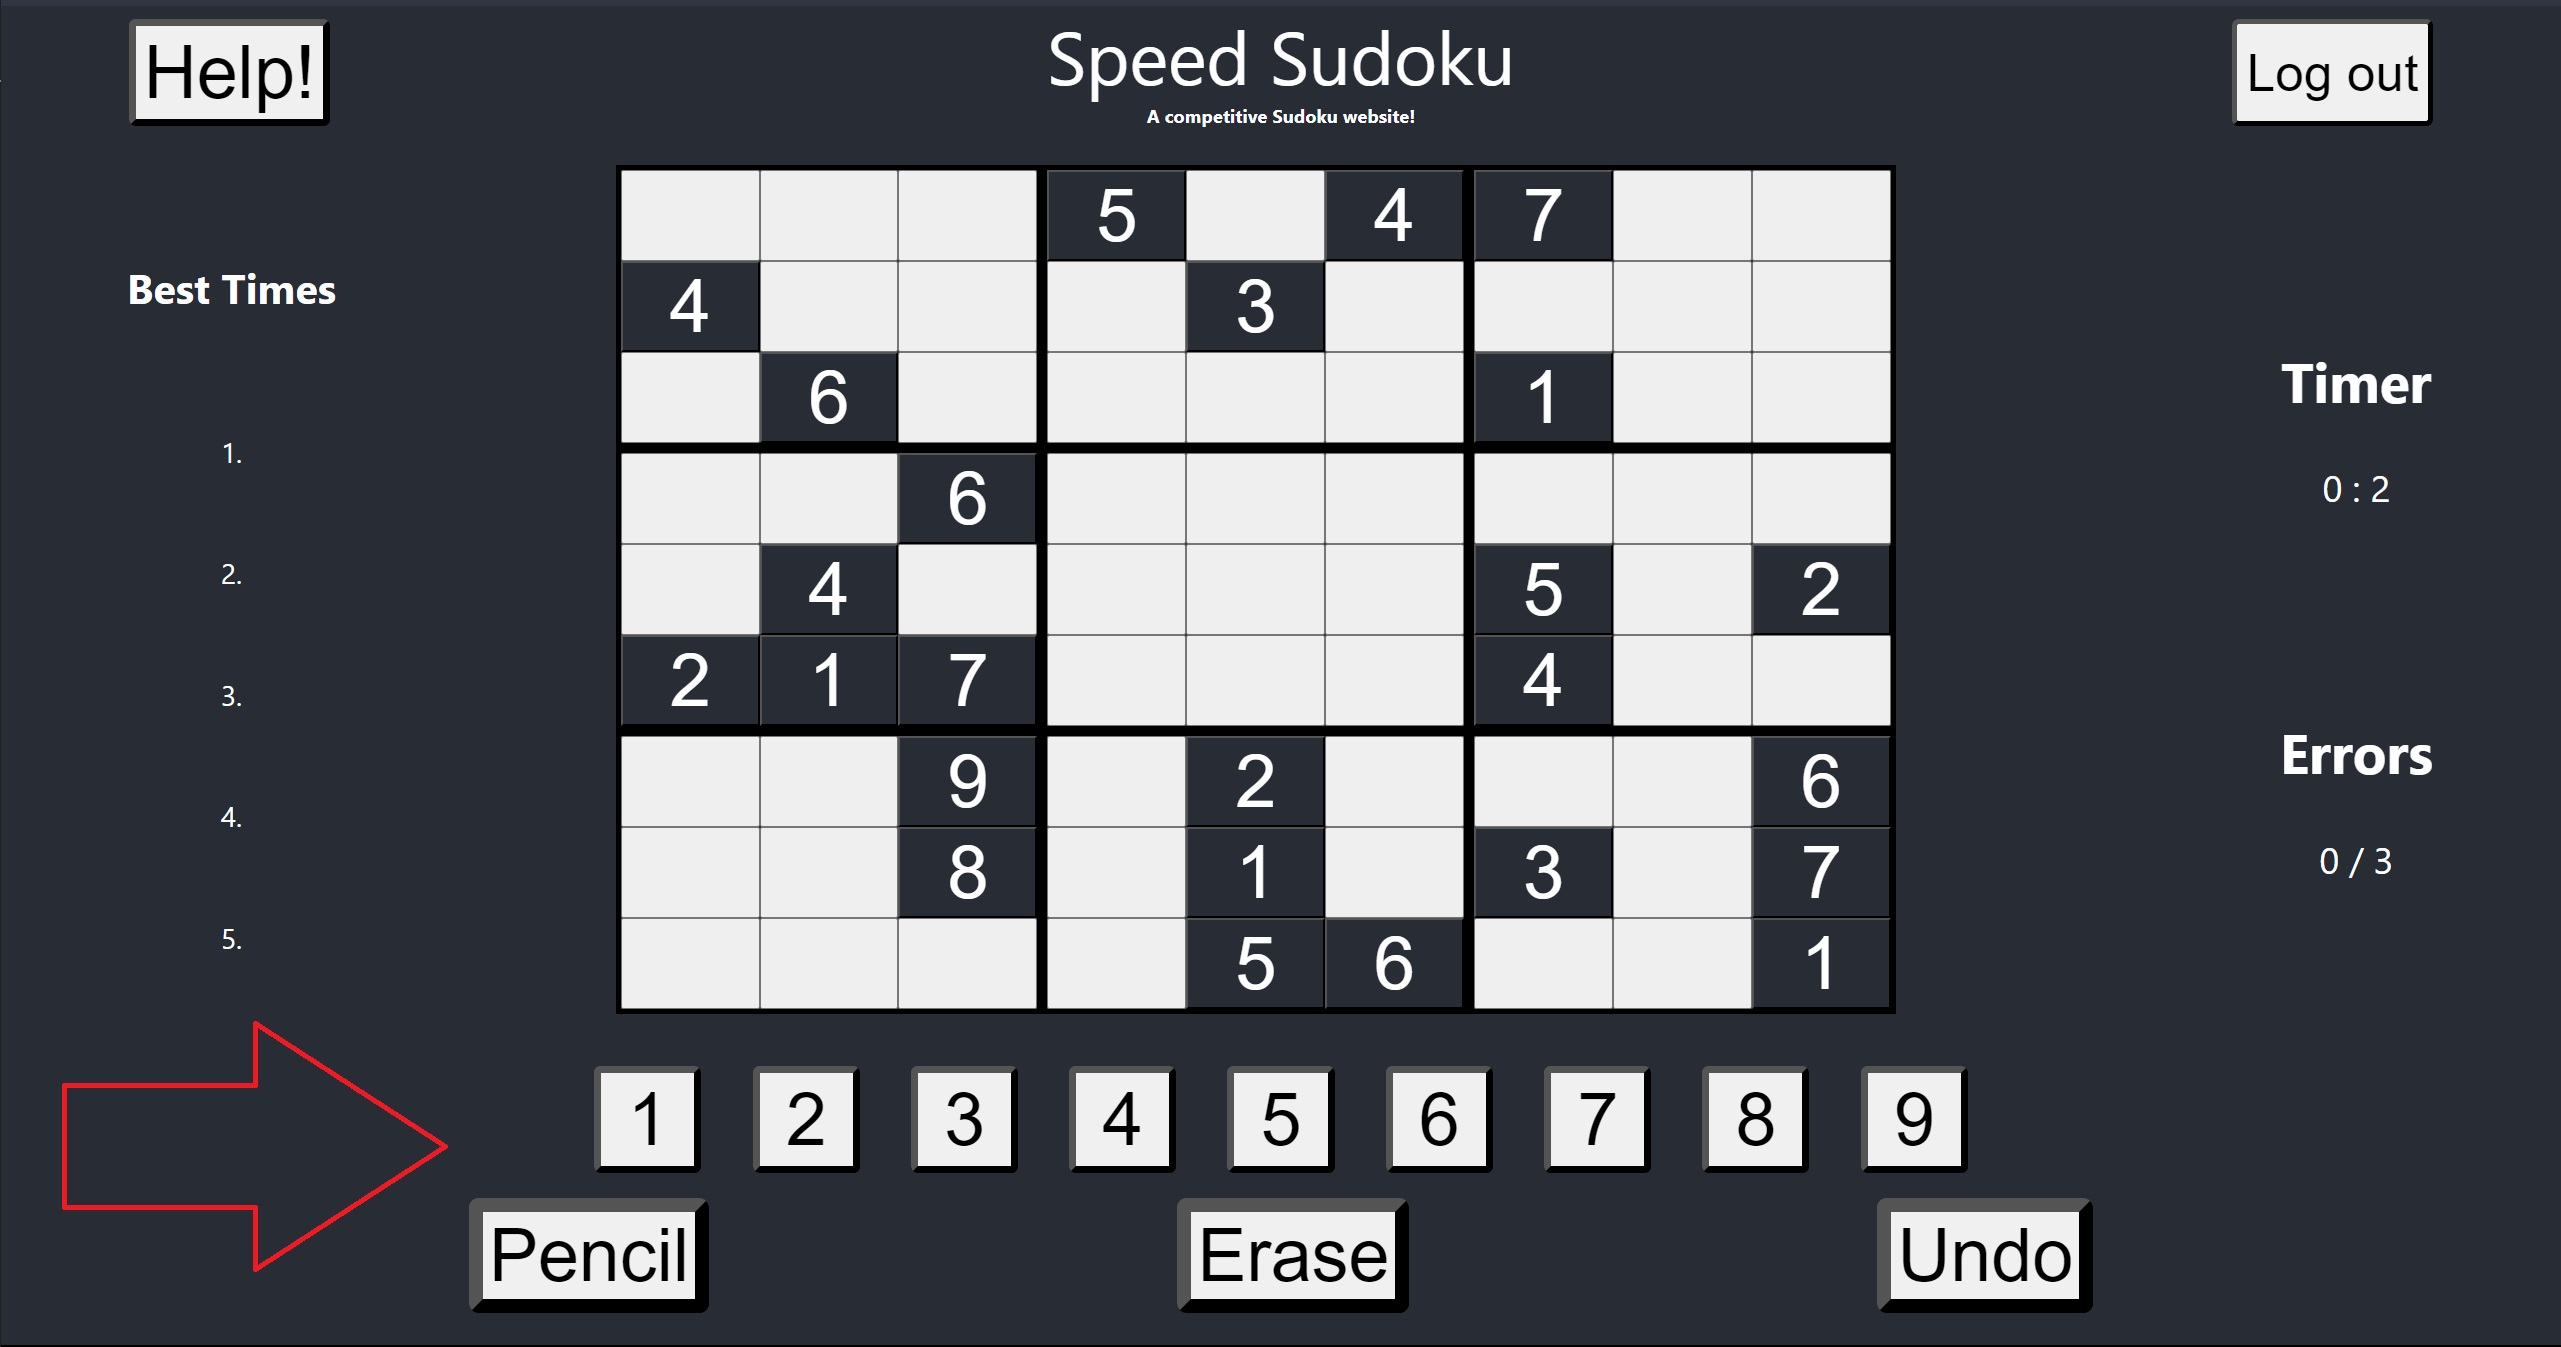 Help!
Speed Sudoku
Log out
A competitive Sudoku website!
5 4 7
Best Times
4 3
6 1
Timer
1.
6
0 : 2
2.
4 5 2
3.
2 1 7 4
Errors
9 2 6
4.
8 1 3 7
0 / 3
5.
5 6 1
1 2 3 4 5 6 7 8 9
Pencil Erase Undo